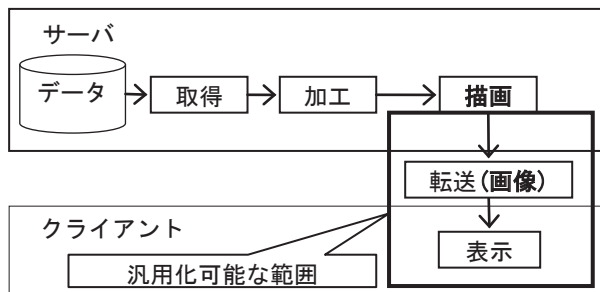 サーバ
データ
取得
加工
描画
転送(画像)
クライアント
表示
汎用化可能な範囲